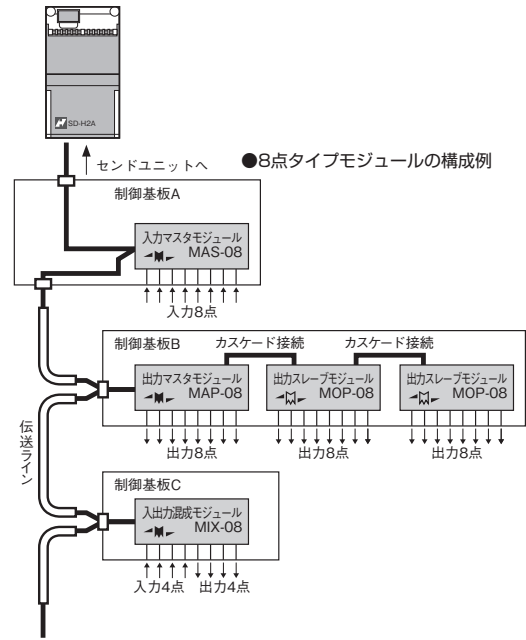 SD-H2A
センドユニットへ
●8点タイプモジュールの構成例
制御基板A
入力マスタモジュール
MAS-08
入力8点
制御基板B
カスケード接続
カスケード接続
出力マスタモジュール
MAP-08
出力スレーブモジュール
MOP-08
出力スレーブモジュール
MOP-08
出力8点
出力8点
出力8点
伝送ライン
制御基板C
入出力混成モジュール
MIX-08
入力4点
出力4点